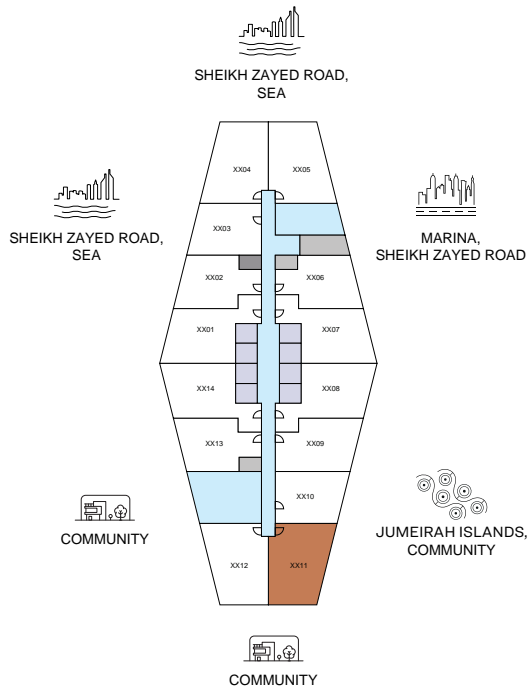 SHEIKH ZAYED ROAD,
SEA
XX04
XX05
SHEIKH ZAYED ROAD,
SEA
XX03
MARINA,
SHEIKH ZAYED ROAD
XX02
XX06
XX01
XX07
XX14
XX08
XX13
XX09
XX10
COMMUNITY
JUMEIRAH ISLANDS,
COMMUNITY
XX12
XX11
COMMUNITY